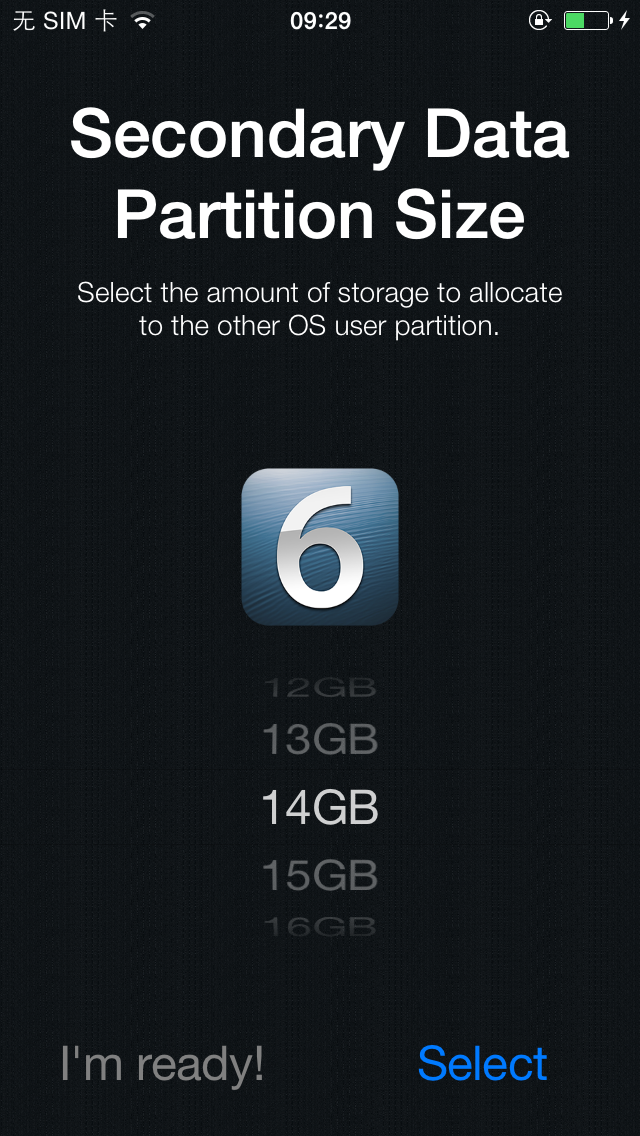 无 SIM 卡 09:29
Secondary Data
Partition Size
Select the amount of storage to allocate
to the other OS user partition.
6
12GB
13GB
14GB
15GB
16GB
I'm ready! Select